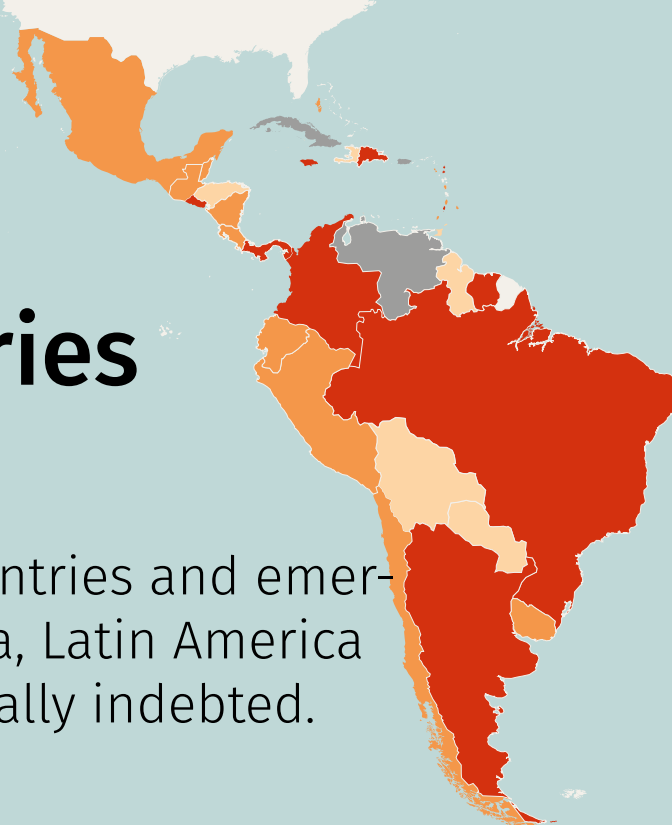 ries
ntries and emer-
a, Latin America
ally indebted.